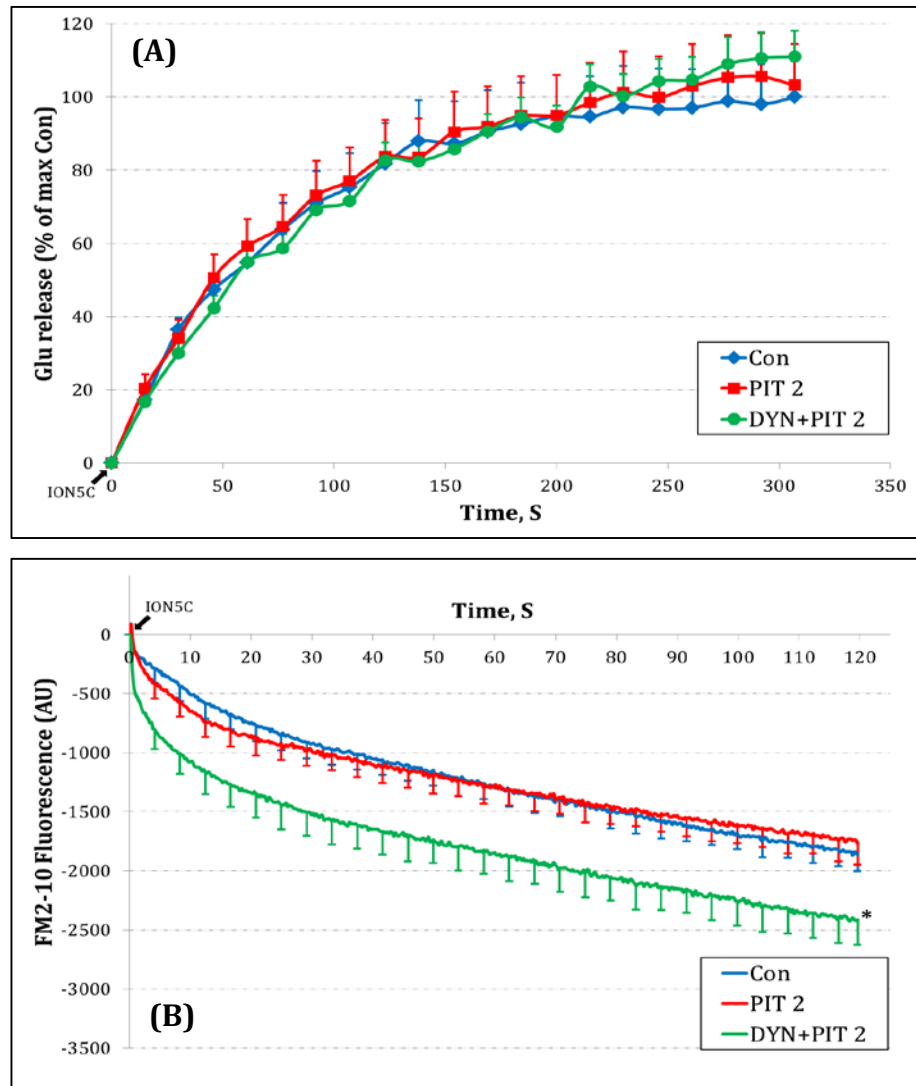 (A)
Glu release (% of max Con)
120
100
80
60
40
20
0
ION5C
0 50 100 150 200 250 300 350
Time, S
Con
PIT 2
DYN+PIT 2
(B)
FM2-10 Fluorescence (AU)
ION5C
Time, S
0
-500
-1000
-1500
-2000
-2500
-3000
-3500
0 10 20 30 40 50 60 70 80 90 100 110 120
*
Con
PIT 2
DYN+PIT 2